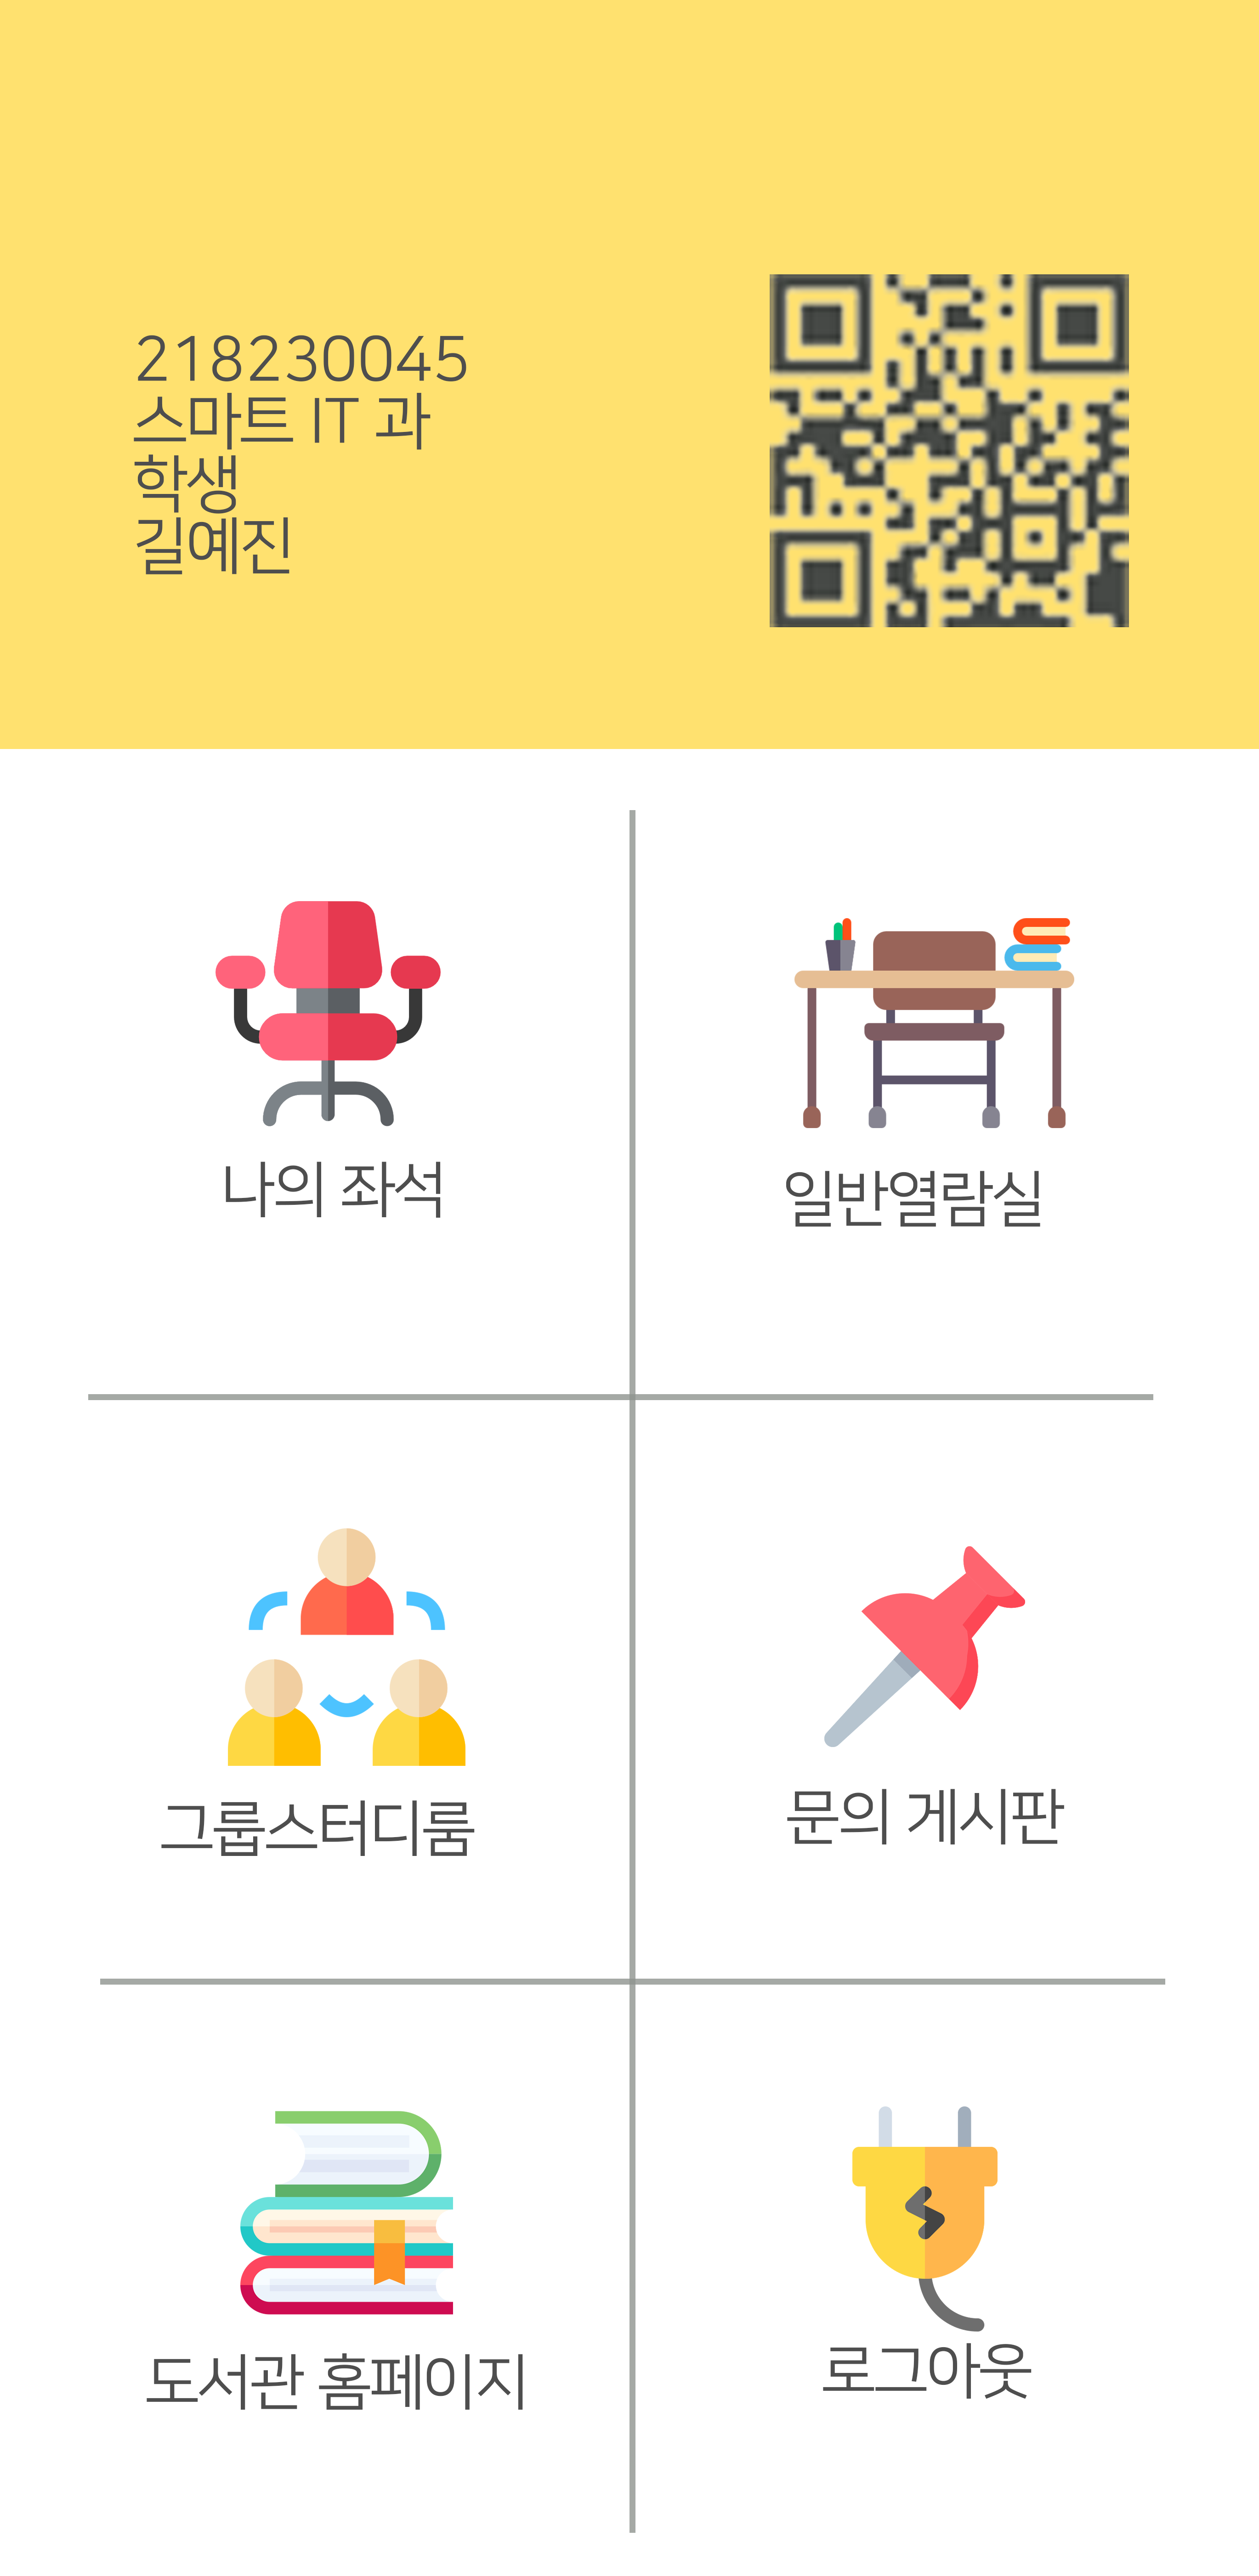 218230045
스마트 IT 과
학생
길예진
나의 좌석
일반열람실
그룹스터디룸
문의 게시판
도서관 홈페이지
로그아웃